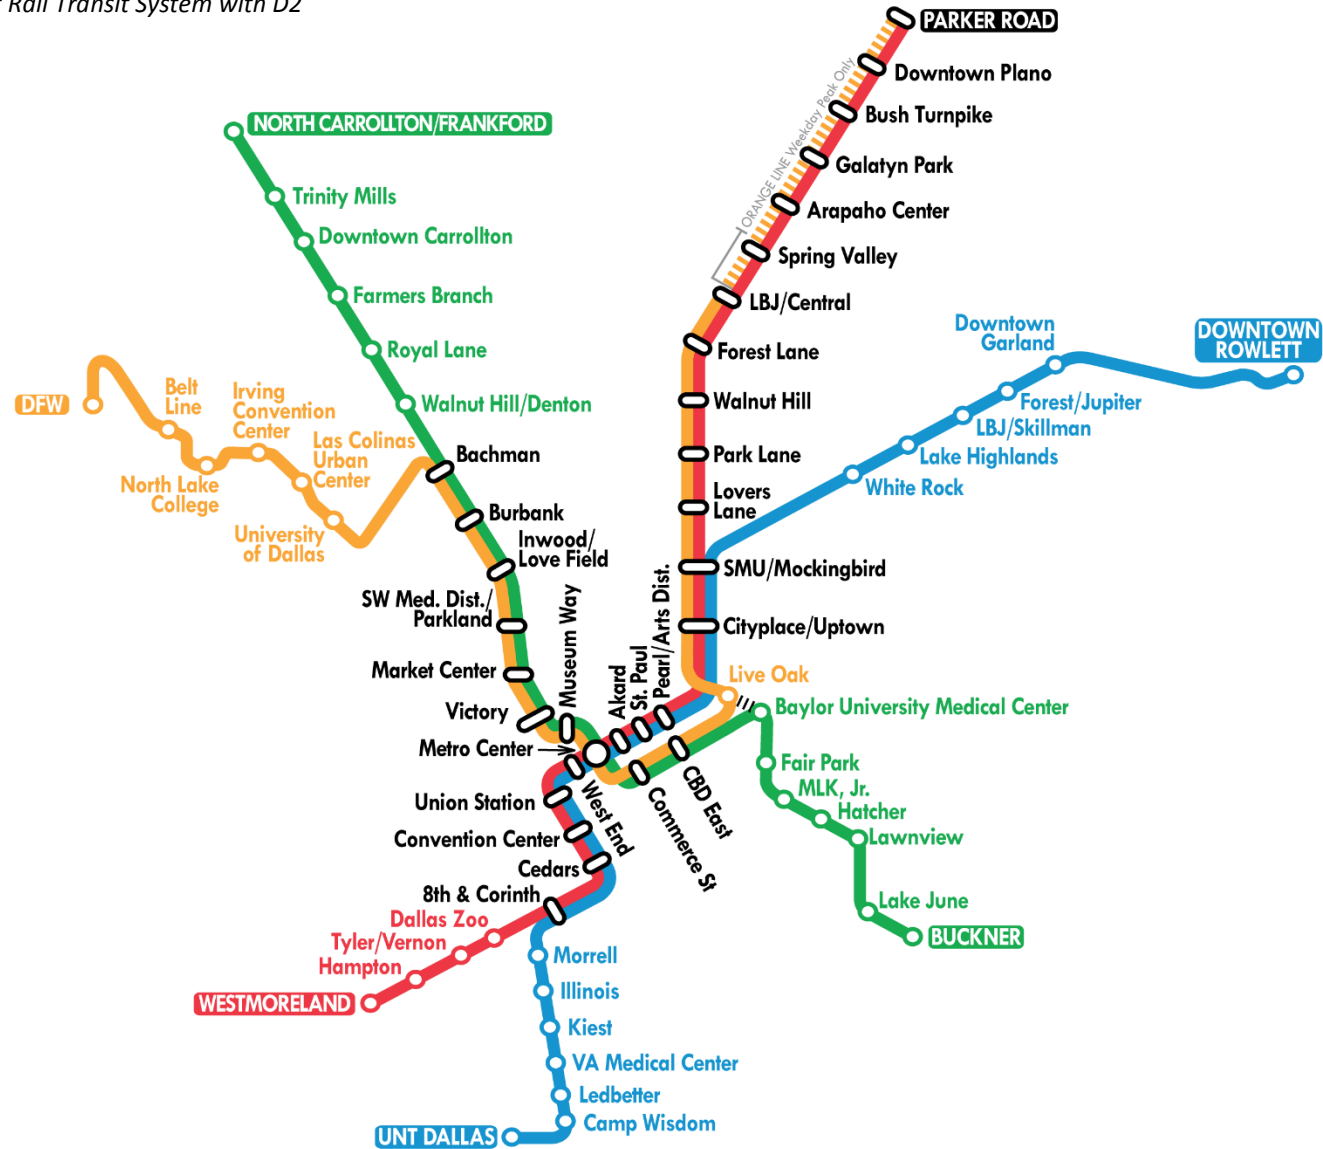 Rail Transit System with D2
PARKER ROAD
Downtown Plano
Bush Turnpike
Galatyn Park
Arapaho Center
Spring Valley
LBJ/Central
ORANGE LINE Weekday Peak Only
Forest Lane
Walnut Hill
Park Lane
Lovers
Lane
SMU/Mockingbird
Cityplace/Uptown
NORTH CARROLLTON/FRANKFORD
Trinity Mills
Downtown Carrollton
Farmers Branch
Royal Lane
Walnut Hill/Denton
Bachman
Burbank
Inwood/
Love Field
SW Med. Dist./
Parkland
Market Center
Victory
Museum Way
Metro Center
DFW
Belt
Line
North Lake
College
Irving
Convention
Center
Las Colinas
Urban
Center
University
of Dallas
DOWNTOWN
ROWLETT
Downtown
Garland
Forest/Jupiter
LBJ/Skillman
Lake Highlands
White Rock
Akard
St. Paul
Pearl/Arts Dist.
Live Oak
Baylor University Medical Center
Fair Park
MLK, Jr.
Hatcher
Lawnview
Lake June
BUCKNER
CBD East
Commerce St
West End
Union Station
Convention Center
Cedars
8th & Corinth
Dallas Zoo
Tyler/Vernon
Hampton
WESTMORELAND
Morrell
Illinois
Kiest
VA Medical Center
Ledbetter
Camp Wisdom
UNT DALLAS